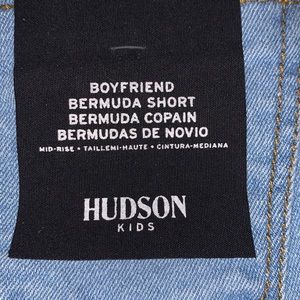 BOYFRIEND
BERMUDA SHORT
BERMUDA COPAIN
BERMUDAS DE NOVIO
MID-RISE • TAILLEMI-HAUTE • CINTURA-MEDIANA
HUDSON
KIDS